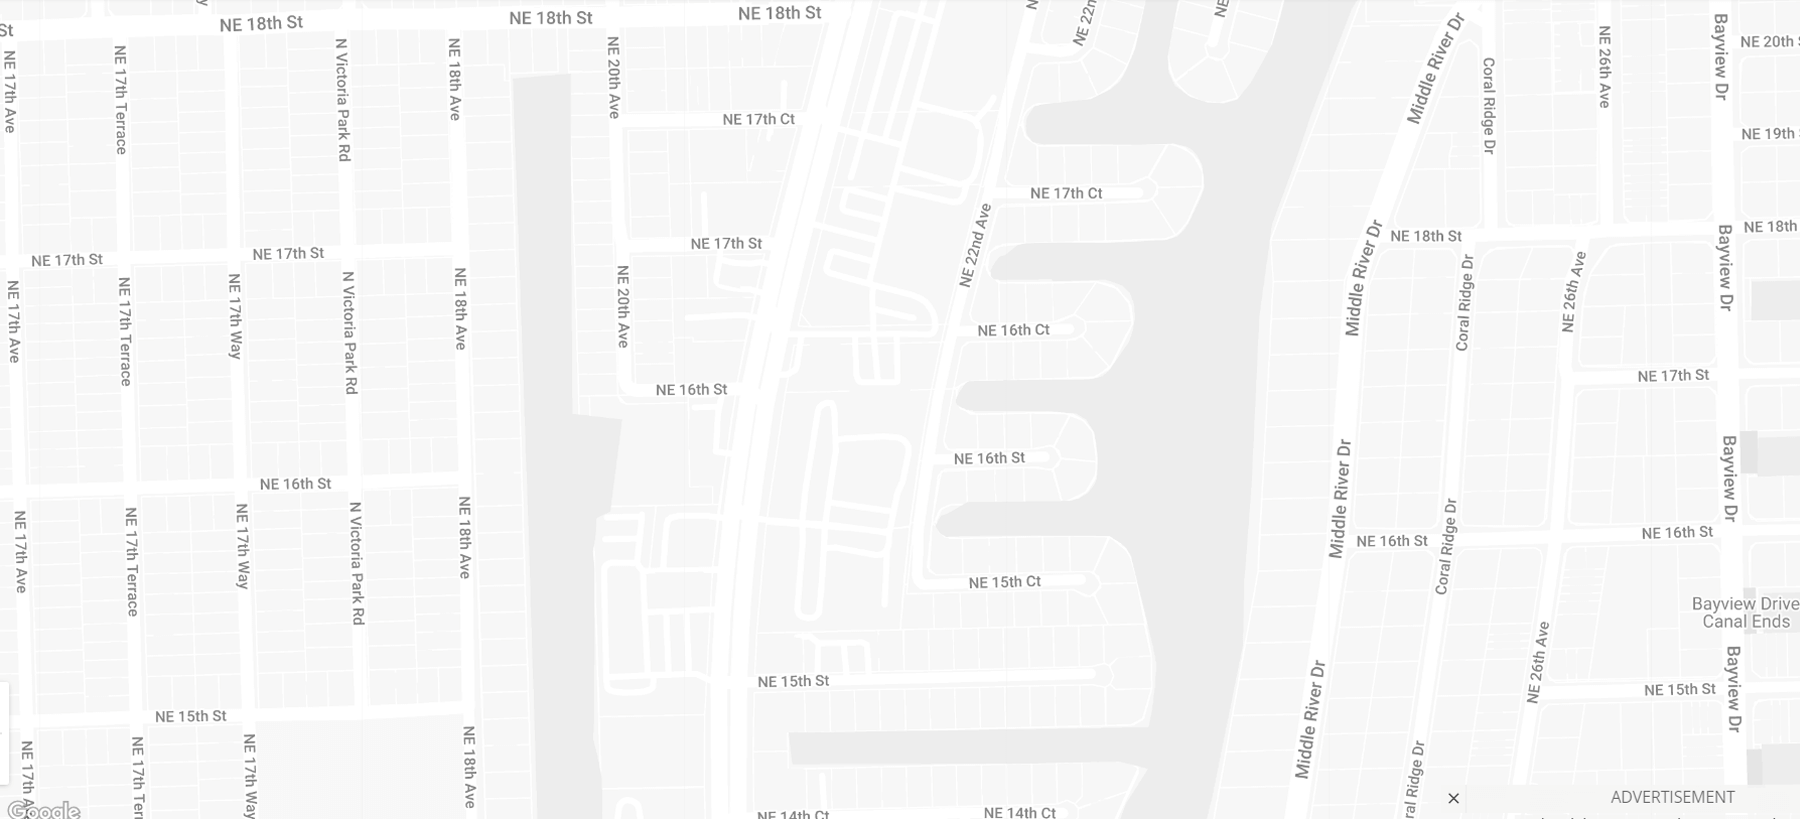 NE 18th St
NE 18th St
NE 18th St
St
NE 22n
NE
N
NE 17th Ave
NE 17th Terrace
N Victoria Park Rd
NE 18th Ave
NE 20th Ave
NE 17th Ct
Middle River Dr
Coral Ridge Dr
NE 26th Ave
Bayview Dr
NE 20th
NE 19th
NE 17th Ct
NE 22nd Ave
NE 17th St
NE 17th St
NE 17th St
NE 18th St
NE 18th
NE 17th Ave
NE 17th Terrace
NE 17th Way
N Victoria Park Rd
NE 18th Ave
NE 20th Ave
Middle River Dr
Coral Ridge Dr
NE 26th Ave
Bayview Dr
NE 16th Ct
NE 16th St
NE 17th St
NE 16th St
NE 16th St
Middle River Dr
Bayview Dr
NE 17th Ave
NE 17th Terrace
NE 17th Way
N Victoria Park Rd
NE 18th Ave
NE 16th St
Coral Ridge Dr
NE 16th St
NE 15th Ct
Bayview Drive
Canal Ends
NE 15th St
NE 26th Ave
NE 15th St
Middle River Dr
Bayview Dr
NE 15th St
NE 17th A
NE 17th Terr
NE 17th Way
NE 18th Ave
ral Ridge Dr
NE 14th Ct
NE 14th Ct
Google
× ADVERTISEMENT